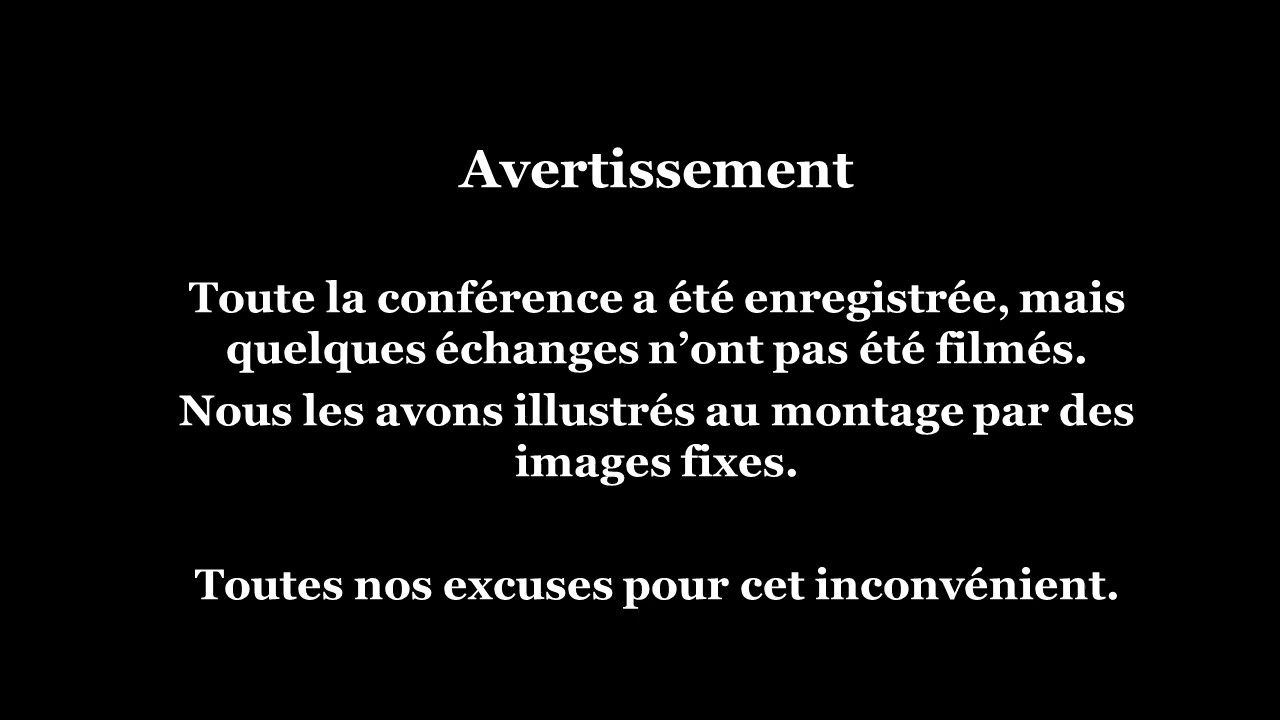 Avertissement
Toute la conférence a été enregistrée, mais
quelques échanges n’ont pas été filmés.
Nous les avons illustrés au montage par des
images fixes.
Toutes nos excuses pour cet inconvénient.